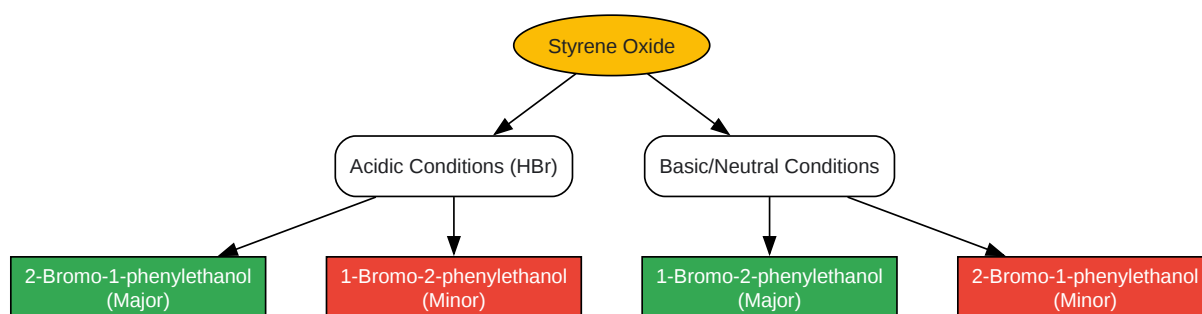 Styrene Oxide
Acidic Conditions (HBr)
Basic/Neutral Conditions
2-Bromo-1-phenylethanol
(Major)
1-Bromo-2-phenylethanol
(Minor)
1-Bromo-2-phenylethanol
(Major)
2-Bromo-1-phenylethanol
(Minor)